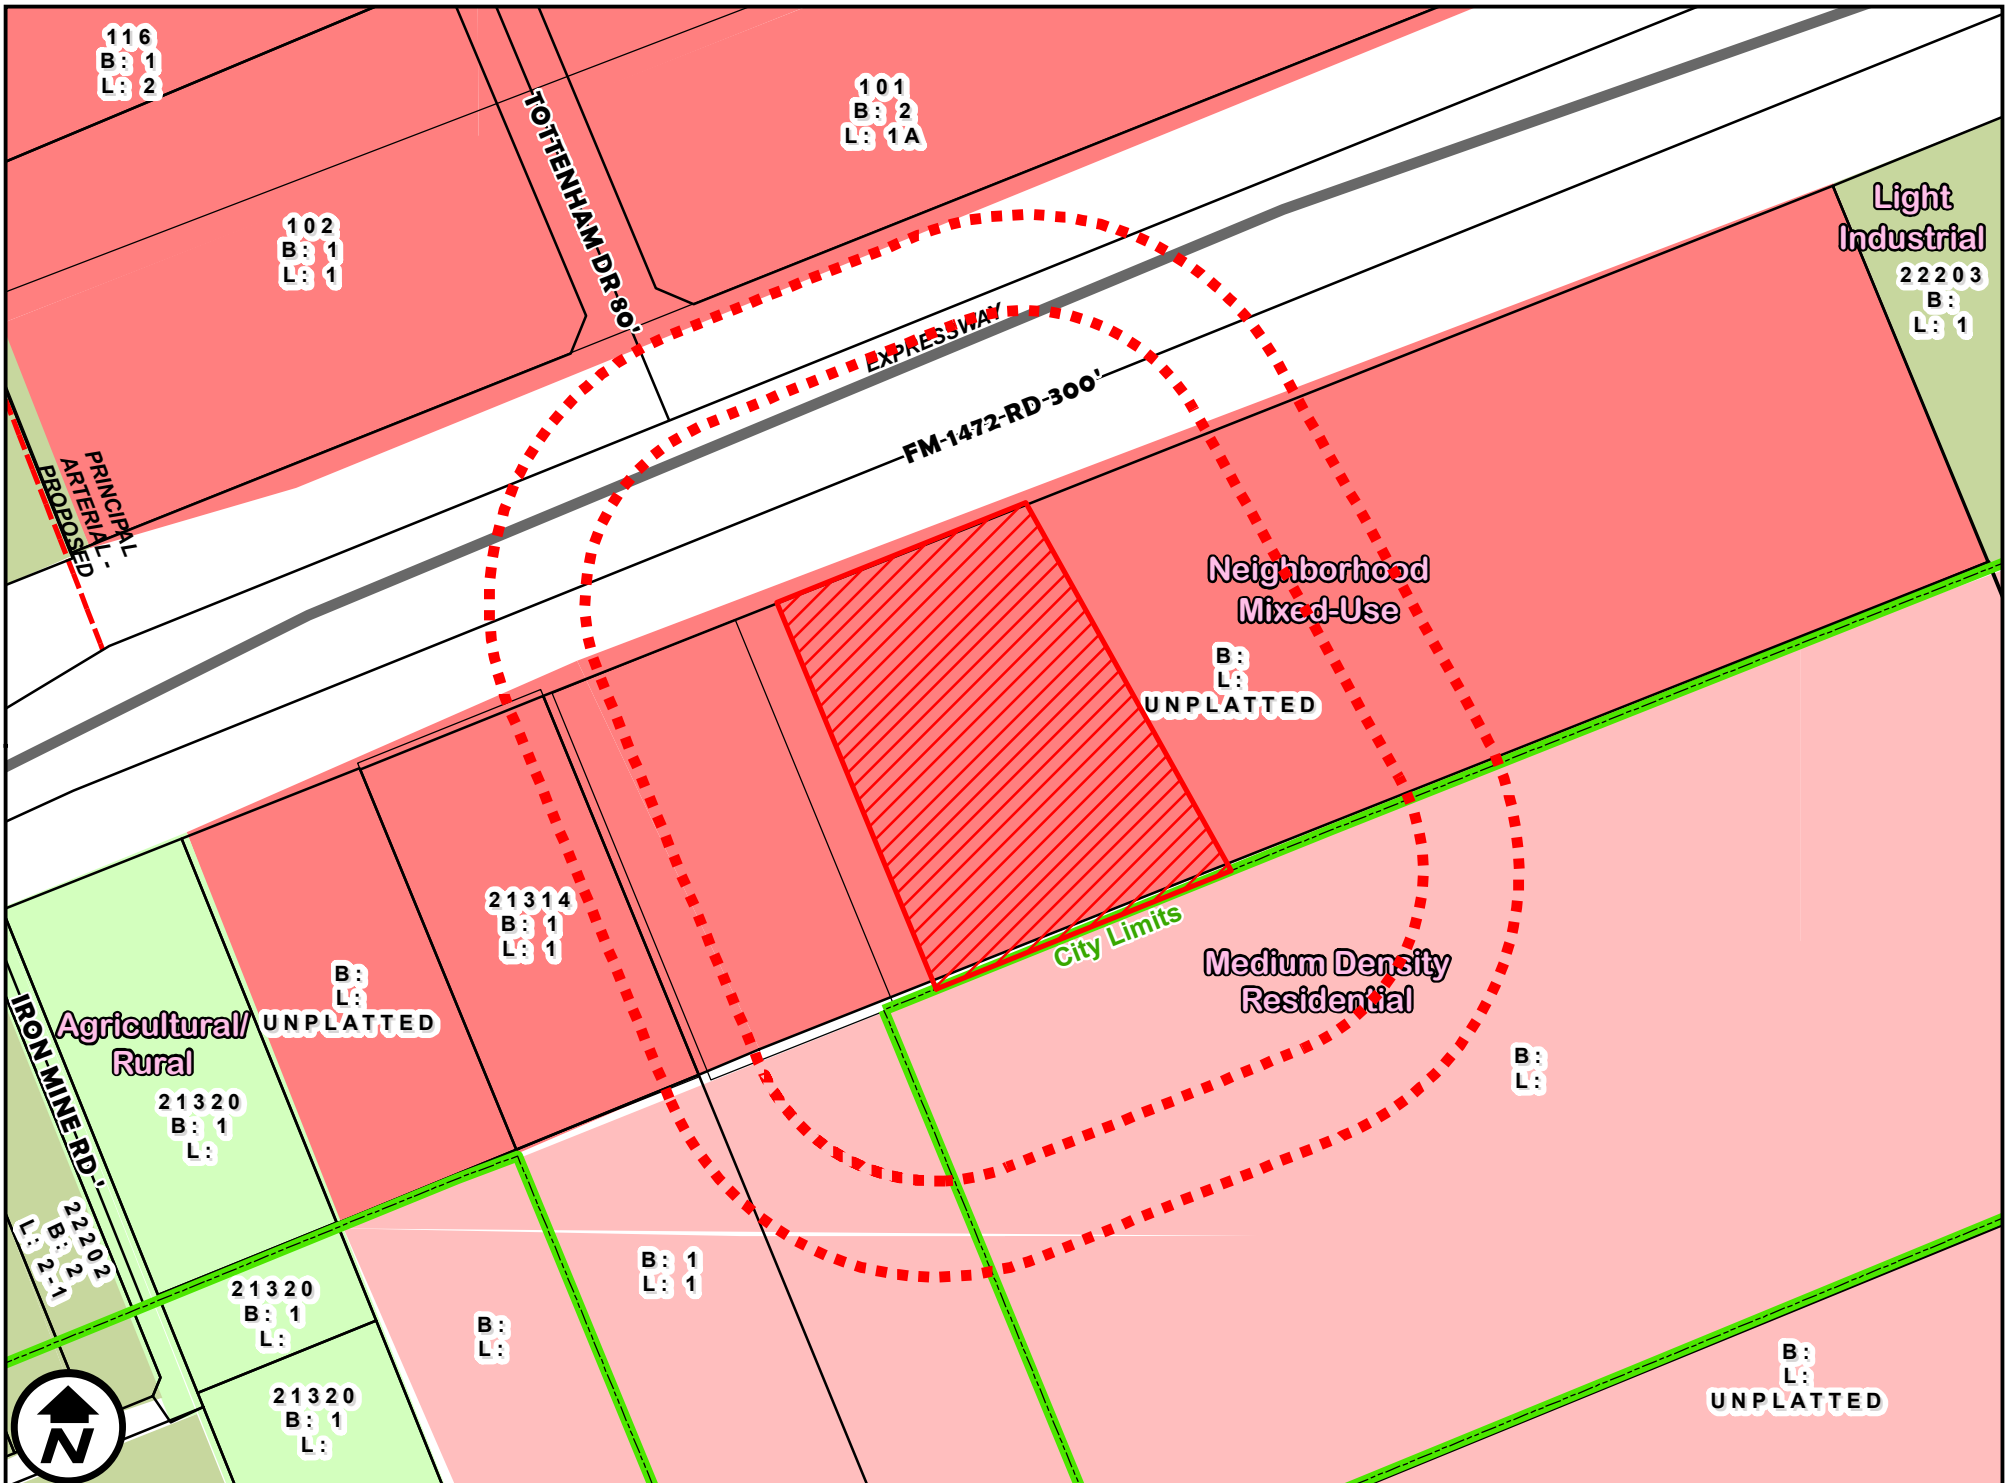 116
B: 1
L: 2
101
B: 2
L: 1A
TOTTENHAM-DR-80'
102
B: 1
L: 1
Light
Industrial
22203
B:
L: 1
EXPRESSWAY
FM-1472-RD-300'
PRINCIPAL
ARTERIAL -
PROPOSED
Neighborhood
Mixed-Use
B:
L:
UNPLATTED
21314
B: 1
L: 1
City Limits
Medium Density
Residential
B:
L:
UNPLATTED
Agricultural/
Rural
21320
B: 1
L:
IRON-MINE-RD-'
B:
L:
22202
B: 2
L: 2-1
21320
B: 1
L:
B: 1
L: 1
B:
L:
21320
B: 1
L:
B:
L:
UNPLATTED
N